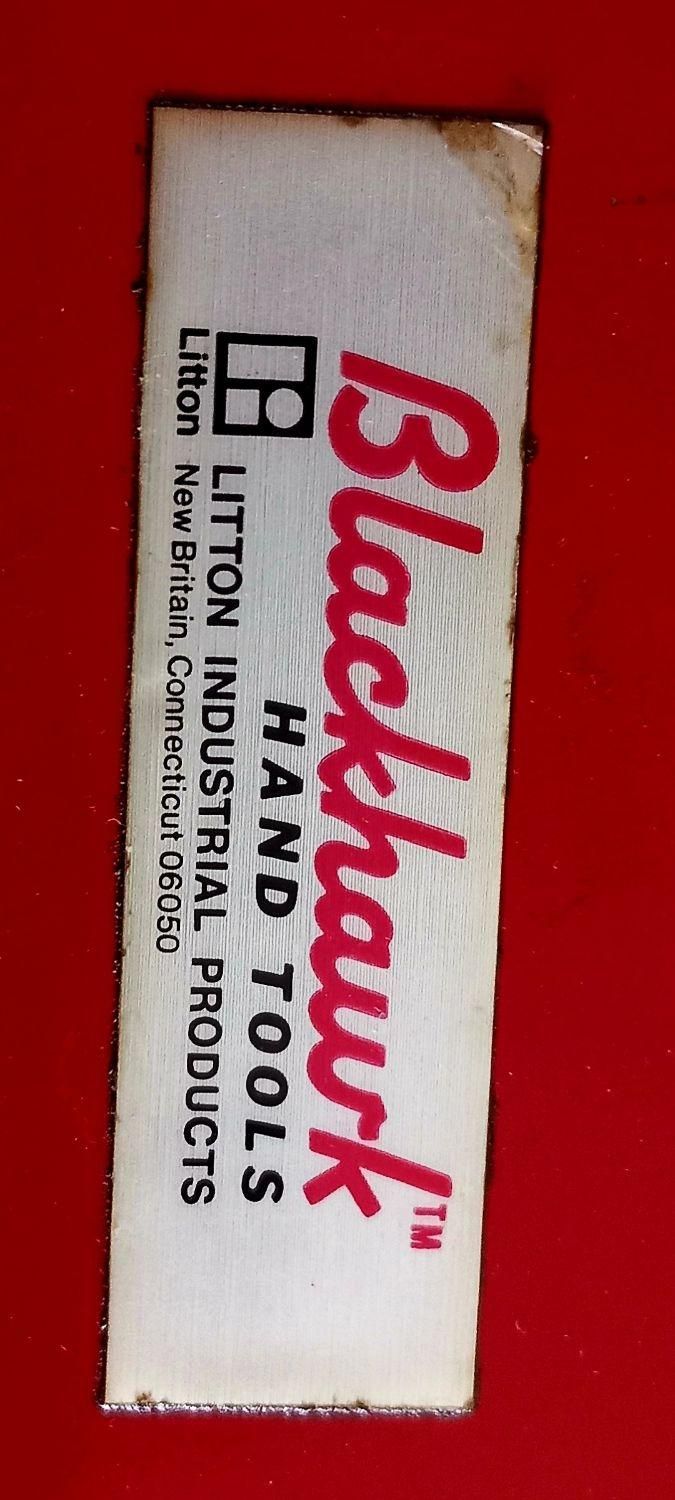 Blackhawk™
HAND TOOLS
LITTON INDUSTRIAL PRODUCTS
Litton New Britain, Connecticut 06050